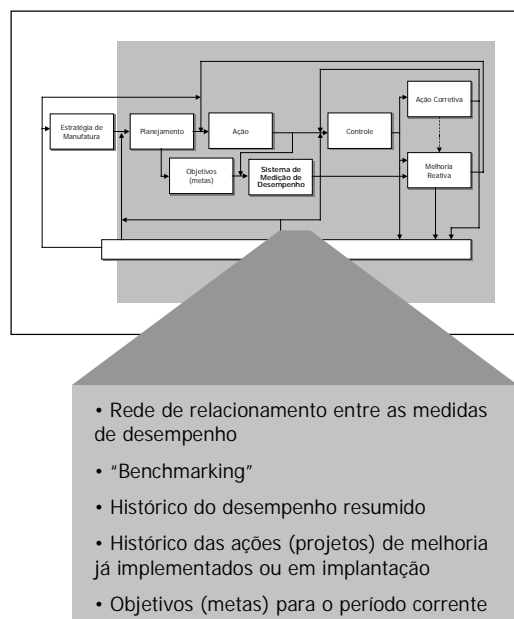 Estratégia de
Manufatura
Planejamento
Ação
Controle
Ação Corretiva
Objetivos
(metas)
Sistema de
Medição de
Desempenho
Melhoria
Reativa
• Rede de relacionamento entre as medidas
de desempenho
• "Benchmarking"
• Histórico do desempenho resumido
• Histórico das ações (projetos) de melhoria
já implementados ou em implantação
• Objetivos (metas) para o período corrente